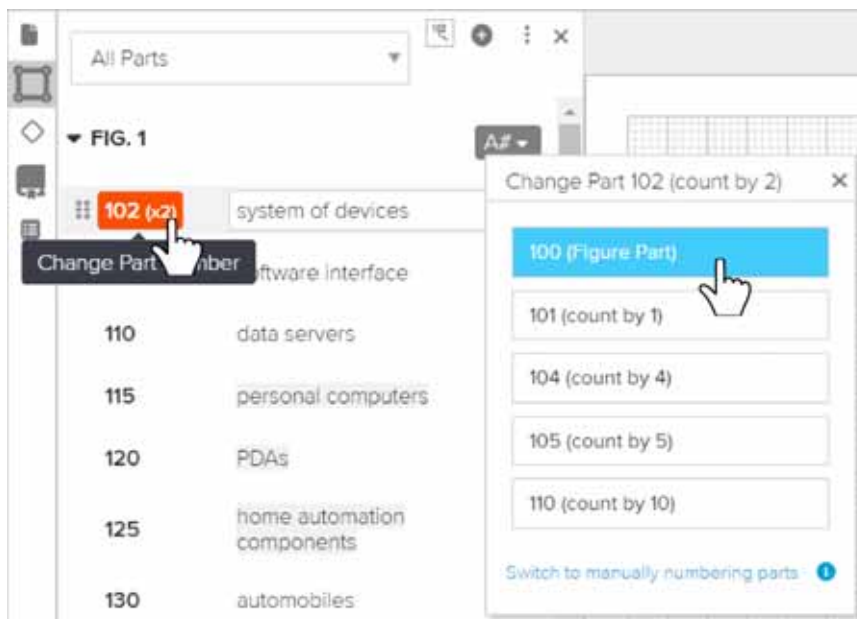 All Parts
FIG. 1
A#
102 (x2)
system of devices
Change Part
software interface
110
data servers
115
personal computers
120
PDAs
125
home automation
components
130
automobiles
Change Part 102 (count by 2)
100 (Figure Part)
101 (count by 1)
104 (count by 4)
105 (count by 5)
110 (count by 10)
Switch to manually numbering parts